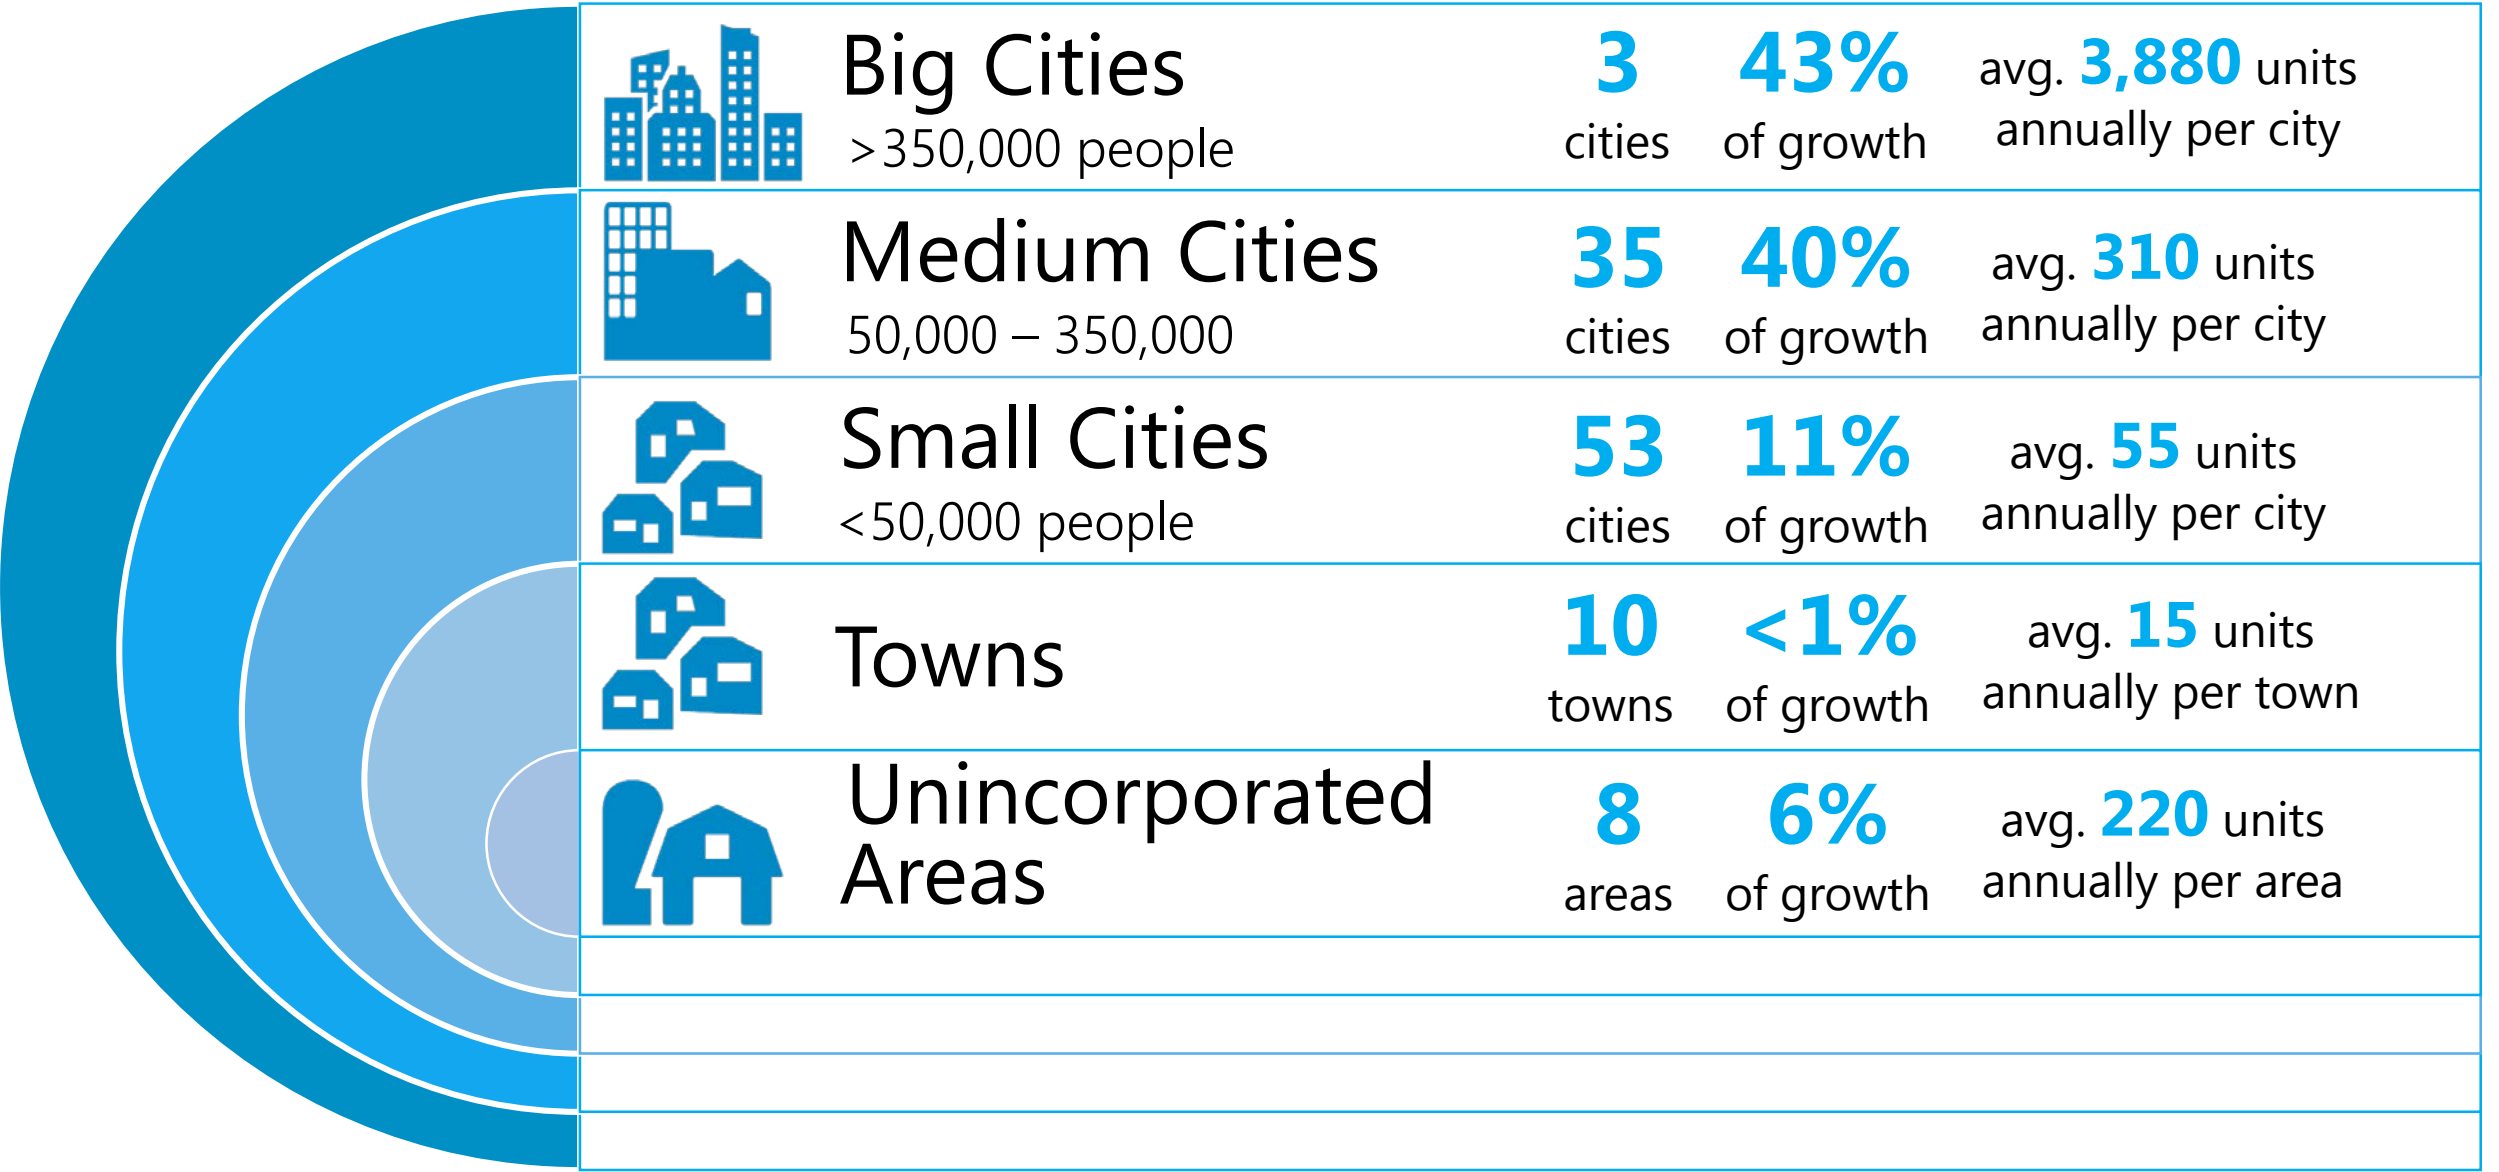 Big Cities
>350,000 people
3
cities
43%
of growth
avg. 3,880 units
annually per city
Medium Cities
50,000 – 350,000
35
cities
40%
of growth
avg. 310 units
annually per city
Small Cities
<50,000 people
53
cities
11%
of growth
avg. 55 units
annually per city
Towns
10
towns
<1%
of growth
avg. 15 units
annually per town
Unincorporated
Areas
8
areas
6%
of growth
avg. 220 units
annually per area